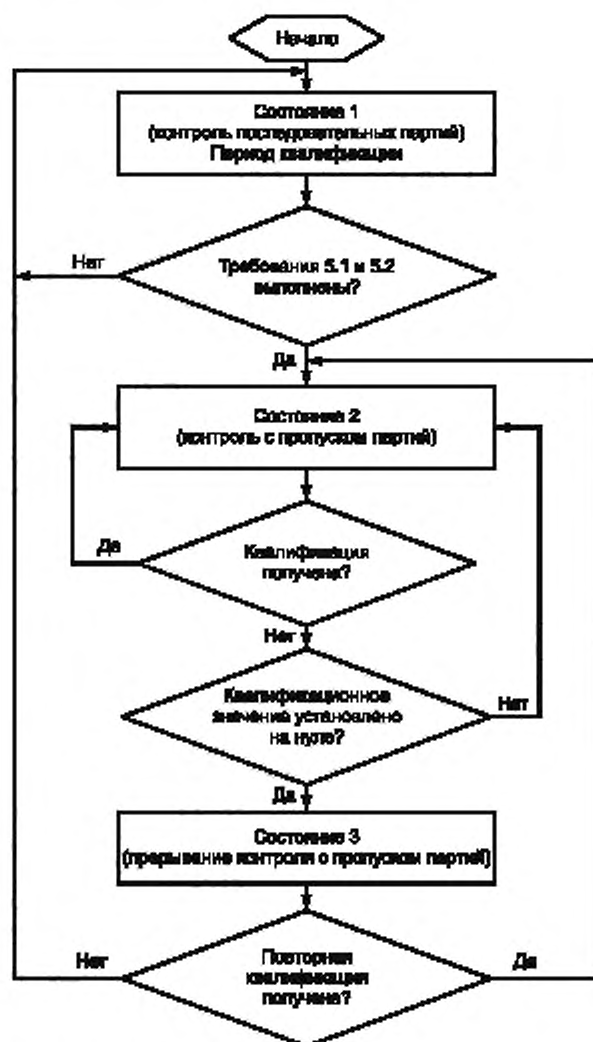 Начало
Состояние 1
(контроль последовательных партий)
Период квалификации
Требования 5.1 и 5.2
выполнены?
Нет
Да
Состояние 2
(контроль с пропуском партий)
Квалификация
получена?
Да
Нет
Квалификационное
значение установлено
на нуле?
Нет
Да
Состояние 3
(прерывание контроля с пропуском партий)
Повторная
квалификация
получена?
Нет
Да